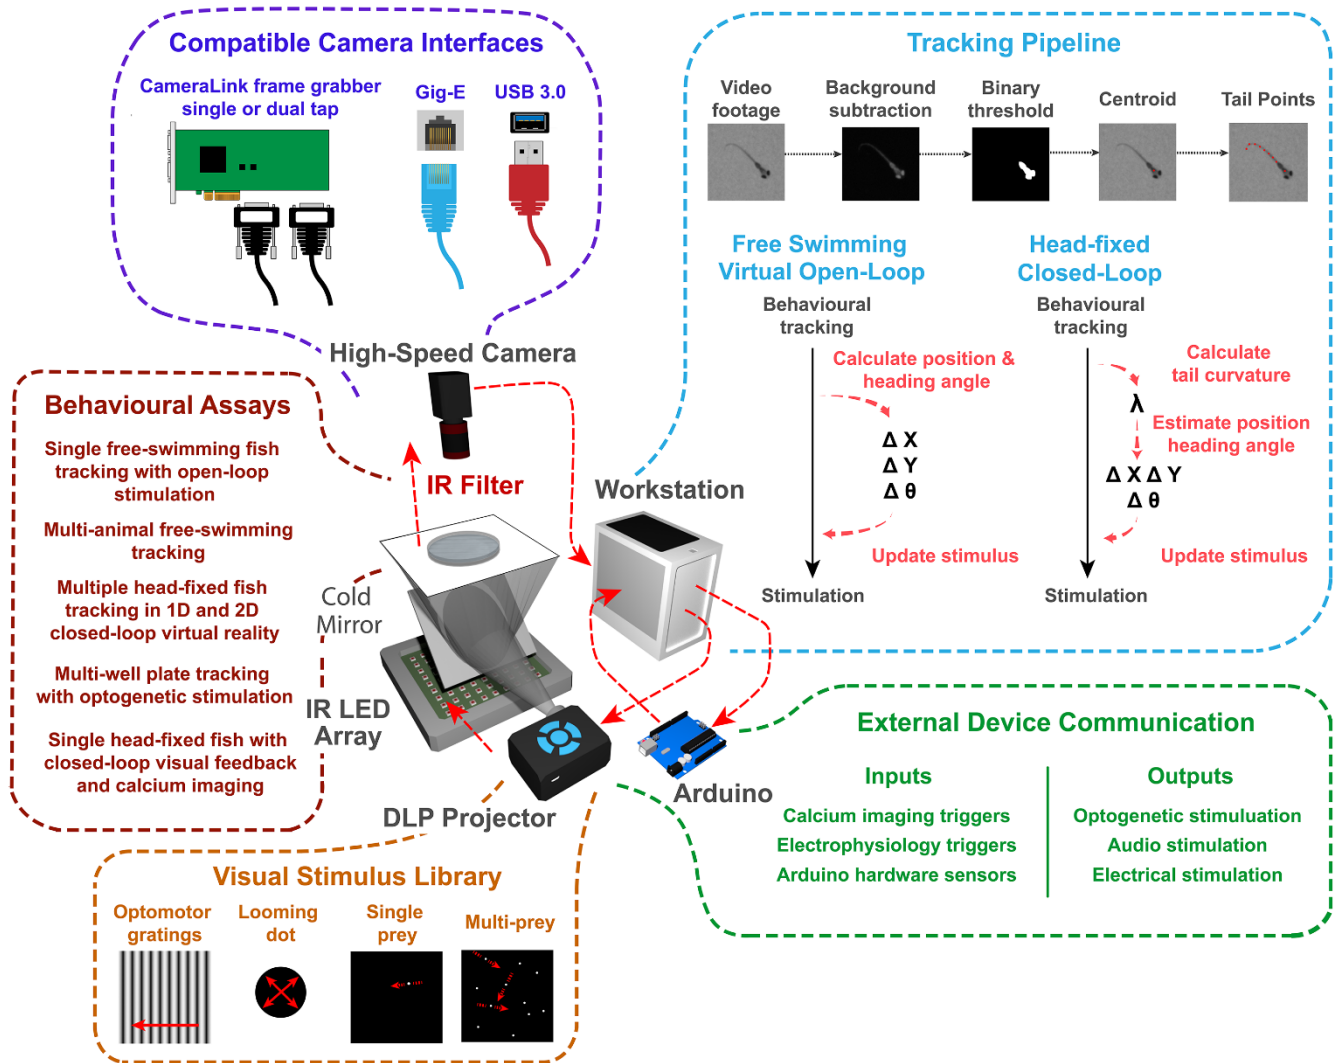 Compatible Camera Interfaces
CameraLink frame grabber
single or dual tap
Gig-E
USB 3.0
Tracking Pipeline
Video
footage
Background
subtraction
Binary
threshold
Centroid
Tail Points
Free Swimming
Virtual Open-Loop
Behavioural
tracking
Calculate position &
heading angle
Δ X
Δ Y
Δ θ
Update stimulus
Stimulation
Head-fixed
Closed-Loop
Behavioural
tracking
Calculate
tail curvature
λ
Estimate position
heading angle
Δ X Δ Y
Δ θ
Update stimulus
Stimulation
High-Speed Camera
IR Filter
Workstation
Cold
Mirror
IR LED
Array
DLP Projector
Arduino
Behavioural Assays
Single free-swimming fish
tracking with open-loop
stimulation
Multi-animal free-swimming
tracking
Multiple head-fixed fish
tracking in 1D and 2D
closed-loop virtual reality
Multi-well plate tracking
with optogenetic stimulation
Single head-fixed fish with
closed-loop visual feedback
and calcium imaging
External Device Communication
Inputs
Calcium imaging triggers
Electrophysiology triggers
Arduino hardware sensors
Outputs
Optogenetic stimuluation
Audio stimulation
Electrical stimulation
Visual Stimulus Library
Optomotor
gratings
Looming
dot
Single
prey
Multi-prey